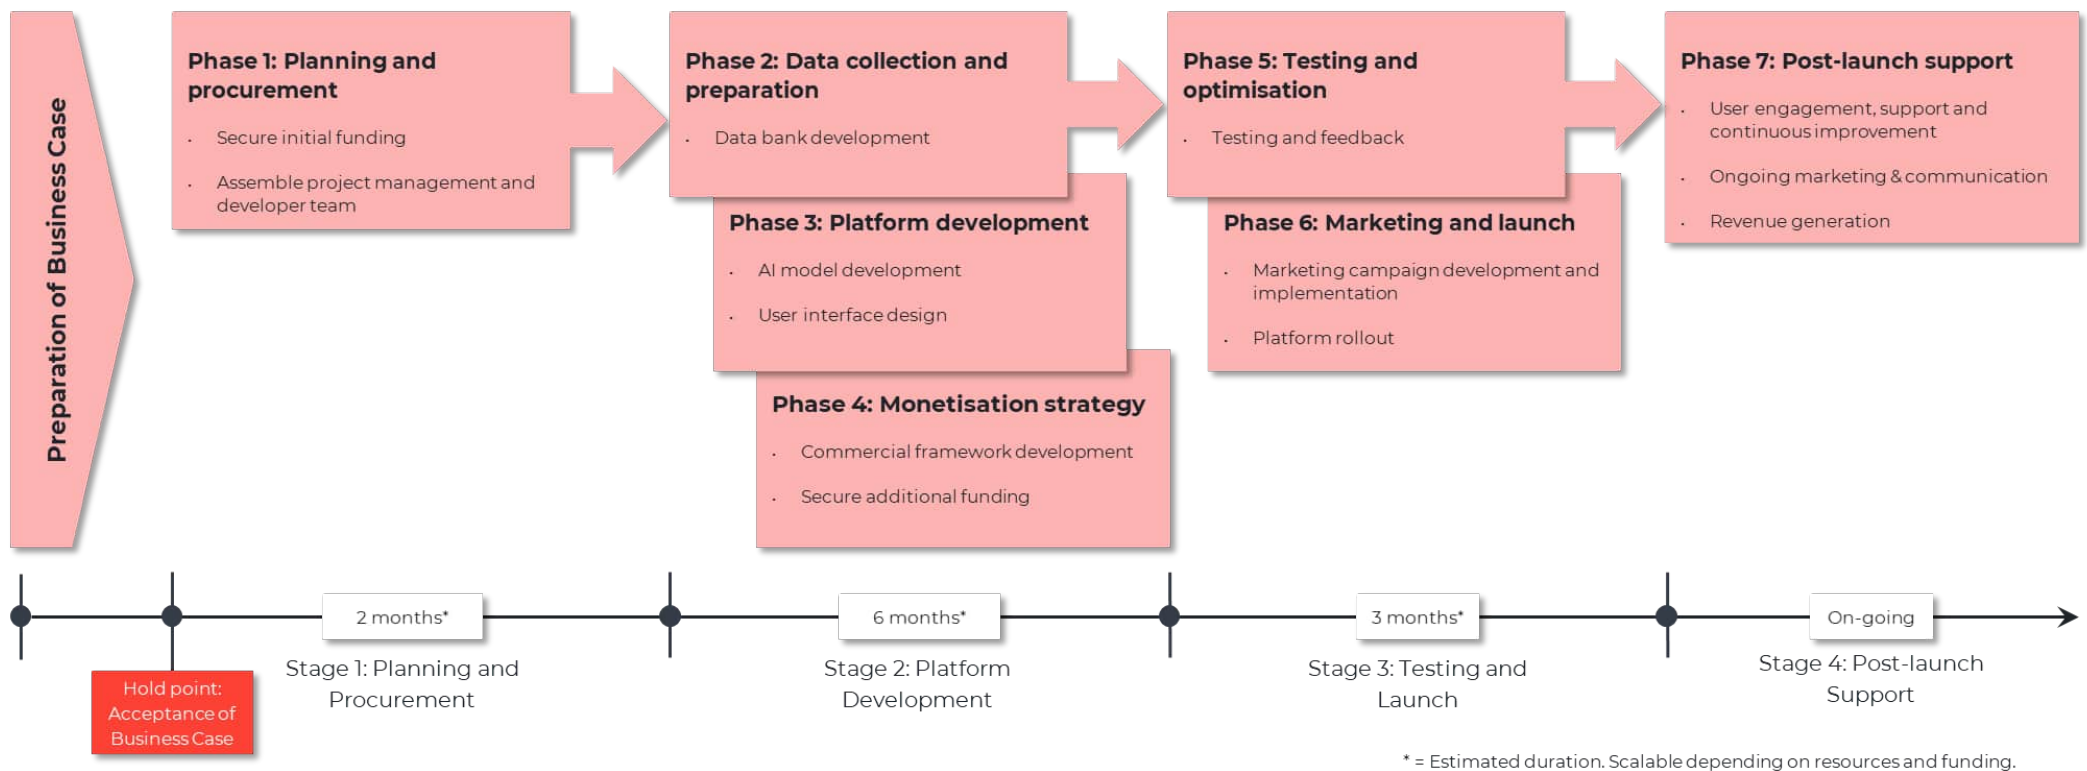 Preparation of Business Case
Phase 1: Planning and
procurement
· Secure initial funding
· Assemble project management and
developer team
Phase 2: Data collection and
preparation
· Data bank development
Phase 3: Platform development
· AI model development
· User interface design
Phase 4: Monetisation strategy
· Commercial framework development
· Secure additional funding
Phase 5: Testing and
optimisation
· Testing and feedback
Phase 6: Marketing and launch
· Marketing campaign development and
implementation
· Platform rollout
Phase 7: Post-launch support
· User engagement, support and
continuous improvement
· Ongoing marketing & communication
· Revenue generation
2 months*
6 months*
3 months*
On-going
Hold point:
Acceptance of
Business Case
Stage 1: Planning and
Procurement
Stage 2: Platform
Development
Stage 3: Testing and
Launch
Stage 4: Post-launch
Support
* = Estimated duration. Scalable depending on resources and funding.